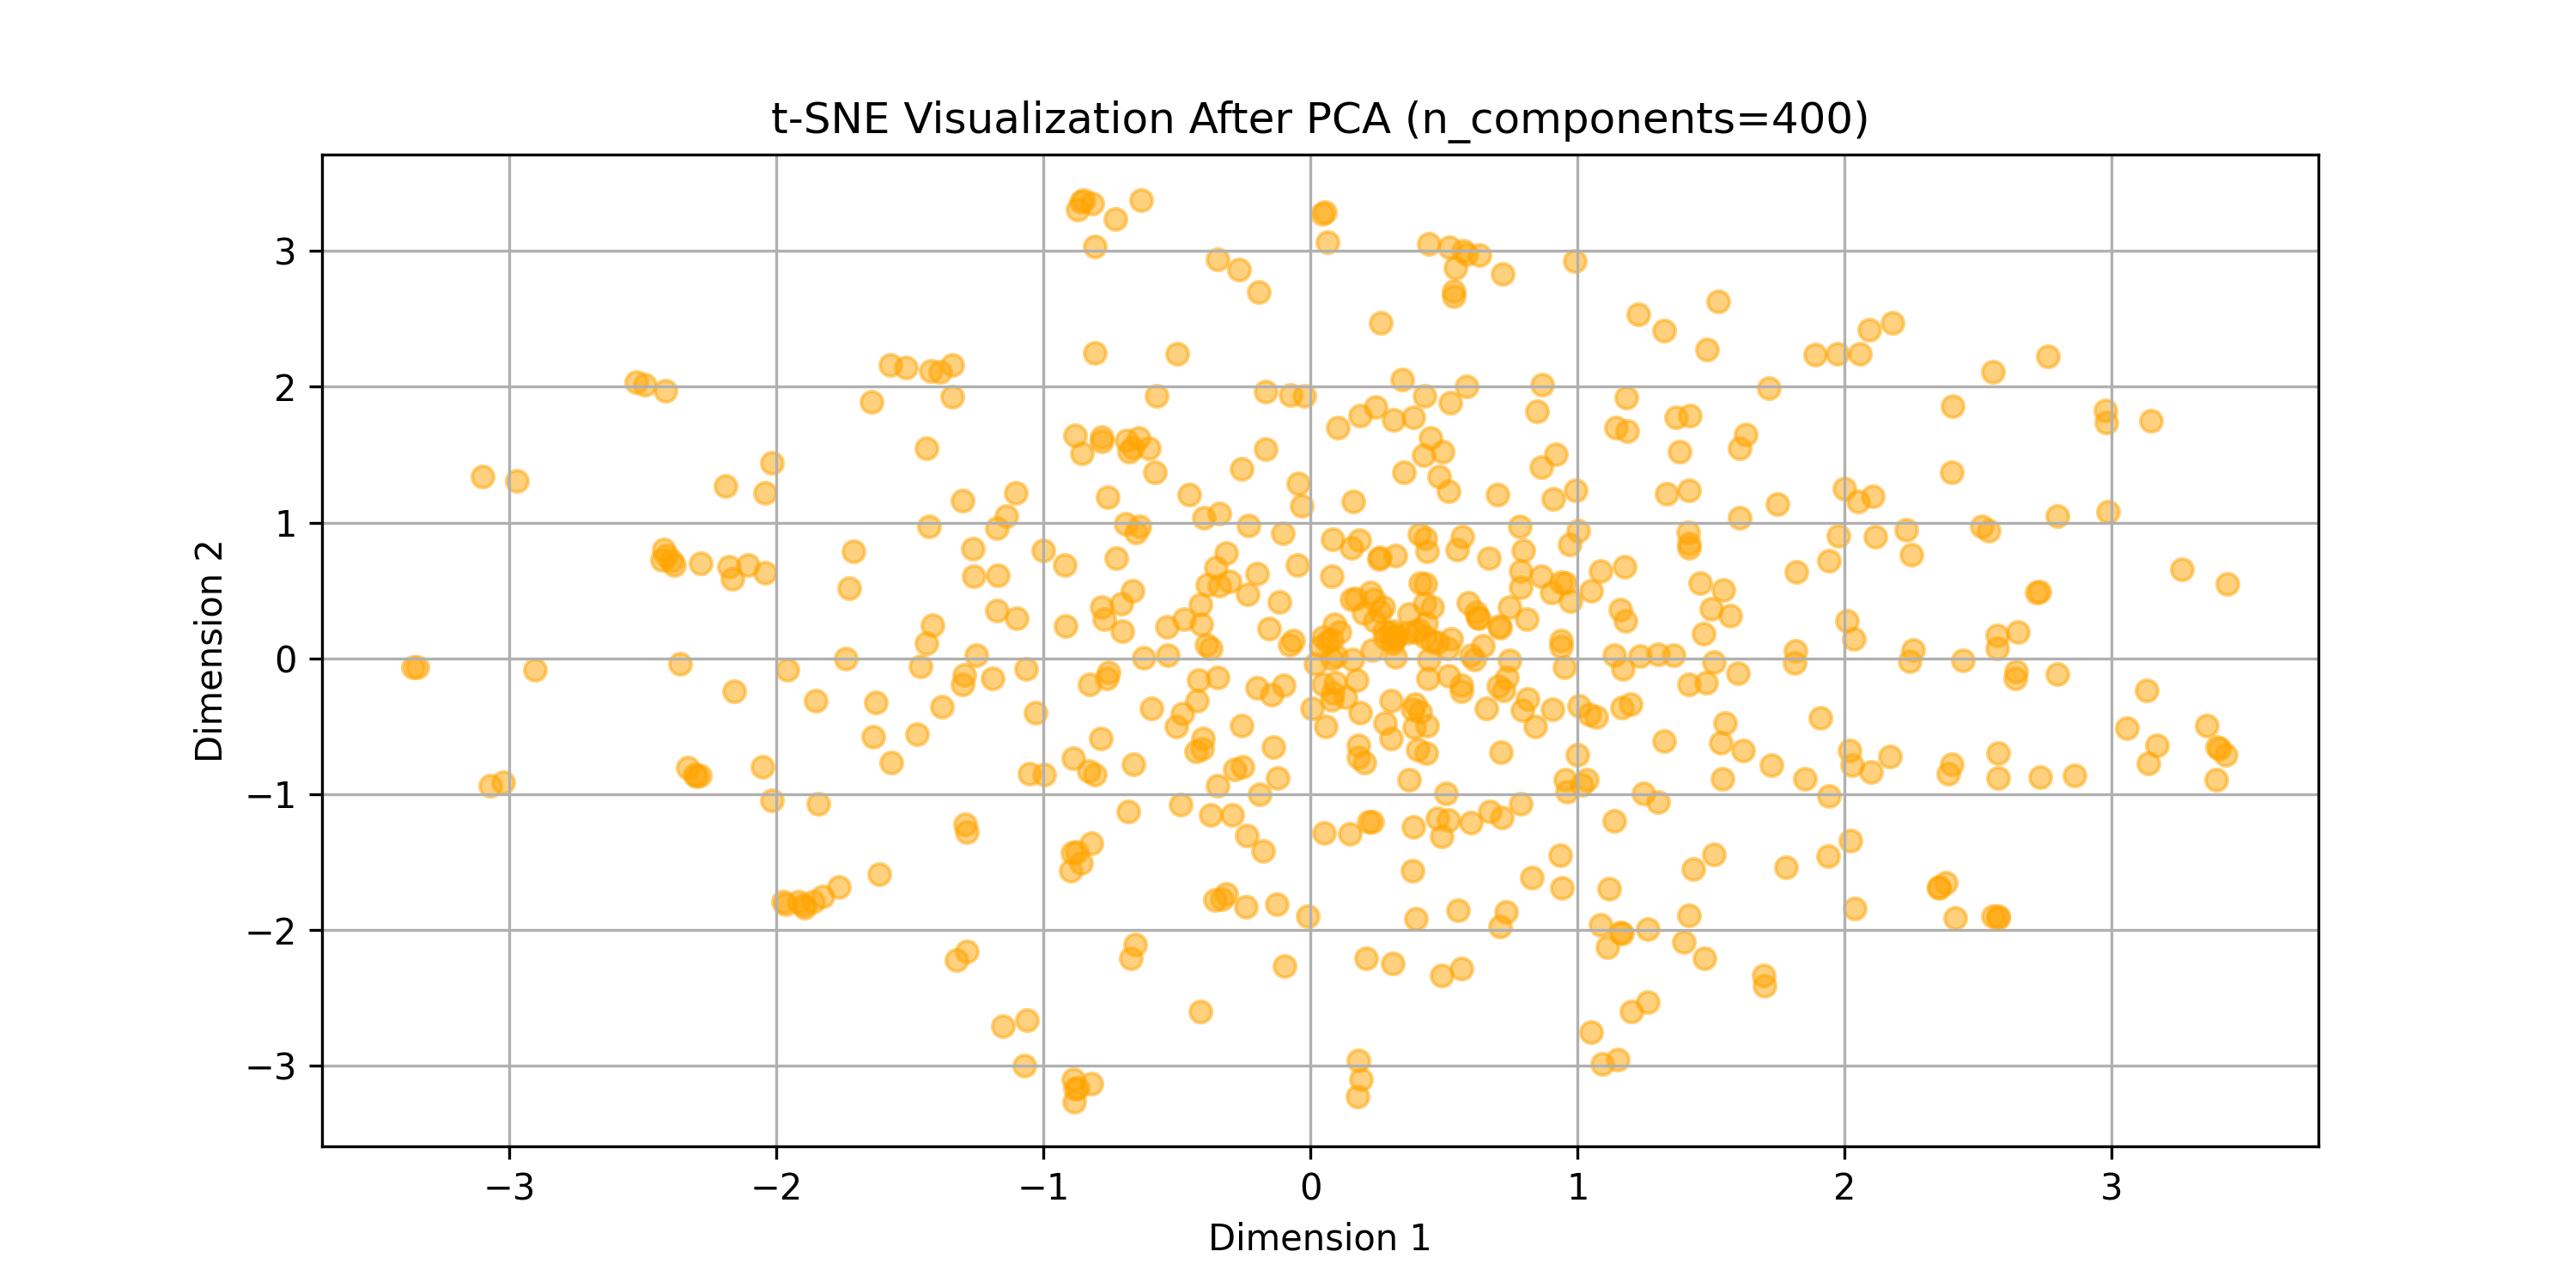 t-SNE Visualization After PCA (n_components=400)
Dimension 2
3
2
1
0
−1
−2
−3
−3 −2 −1 0 1 2 3
Dimension 1